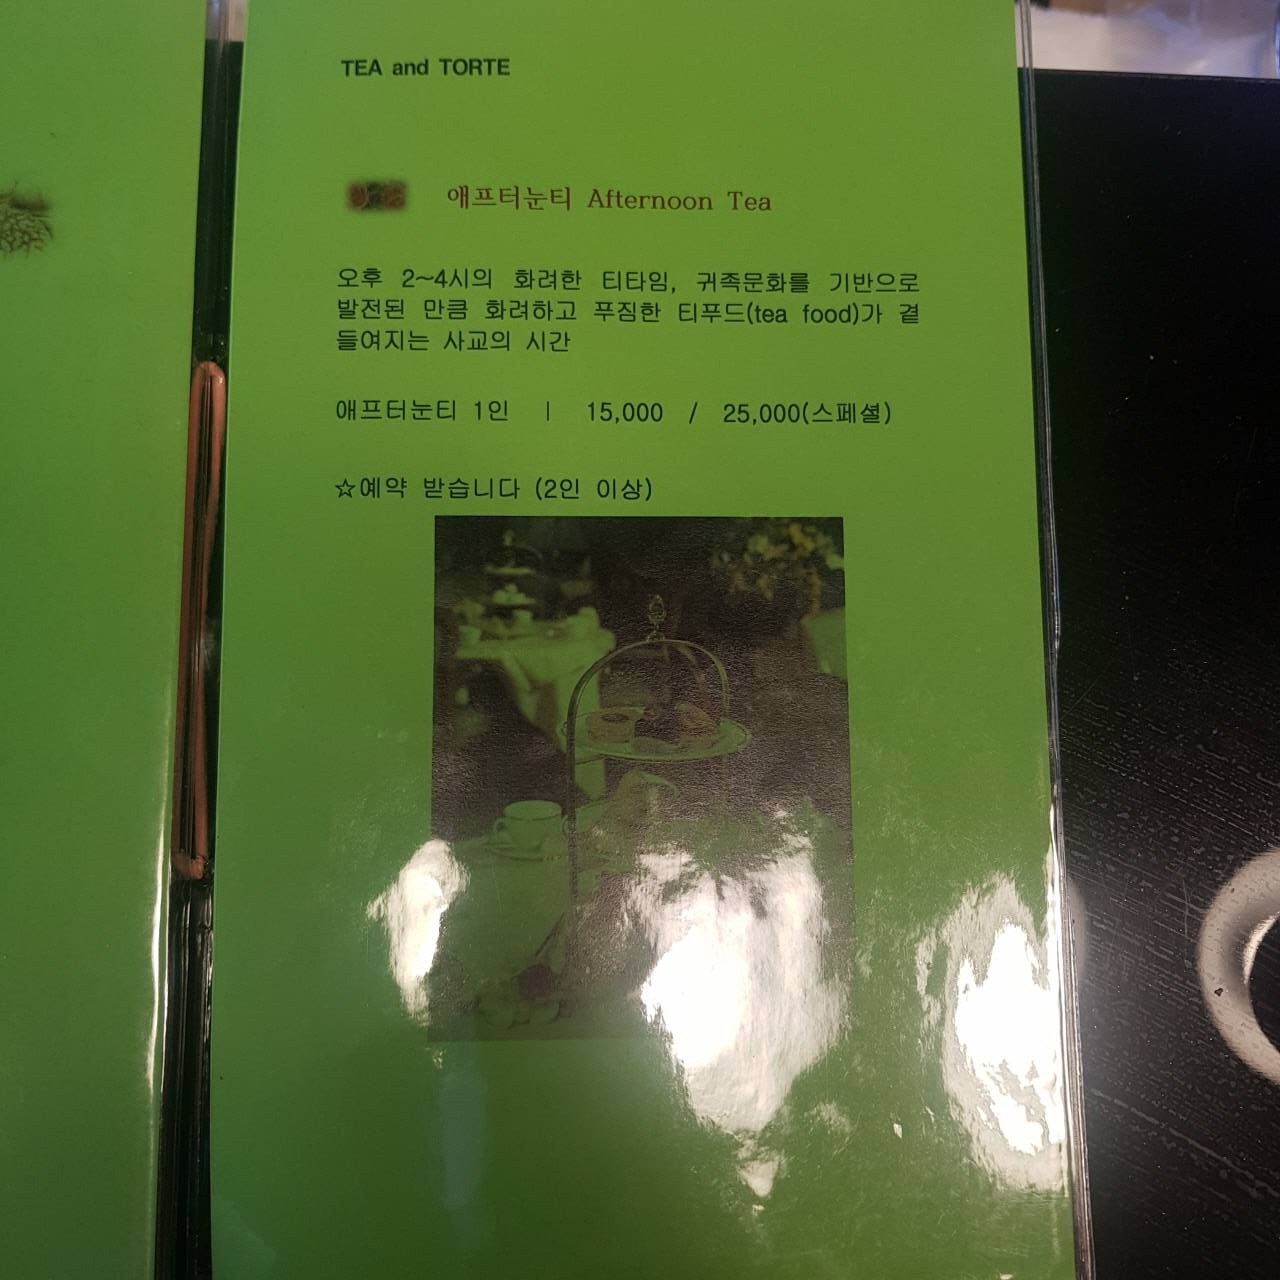 TEA and TORTE
애프터눈티 Afternoon Tea
오후 2~4시의 화려한 티타임, 귀족문화를 기반으로
발전된 만큼 화려하고 푸짐한 티푸드(tea food)가 곁
들여지는 사교의 시간
애프터눈티 1인 | 15,000 / 25,000(스페셜)
☆예약 받습니다 (2인 이상)